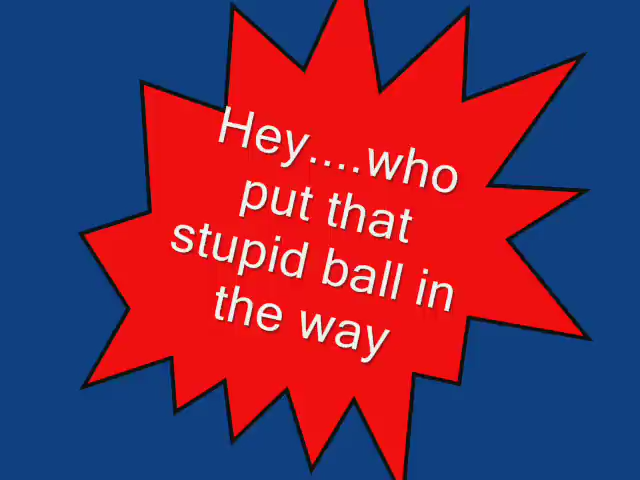 Hey....who
put that
stupid ball in
the way